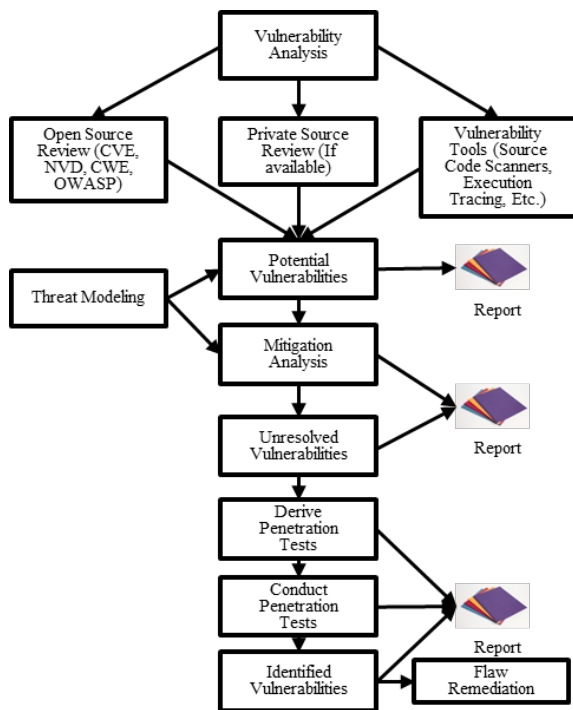 Vulnerability
Analysis
Open Source
Review (CVE,
NVD, CWE,
OWASP)
Private Source
Review (If
available)
Vulnerability
Tools (Source
Code Scanners,
Execution
Tracing, Etc.)
Potential
Vulnerabilities
Report
Threat Modeling
Mitigation
Analysis
Report
Unresolved
Vulnerabilities
Derive
Penetration
Tests
Conduct
Penetration
Tests
Report
Identified
Vulnerabilities
Flaw
Remediation